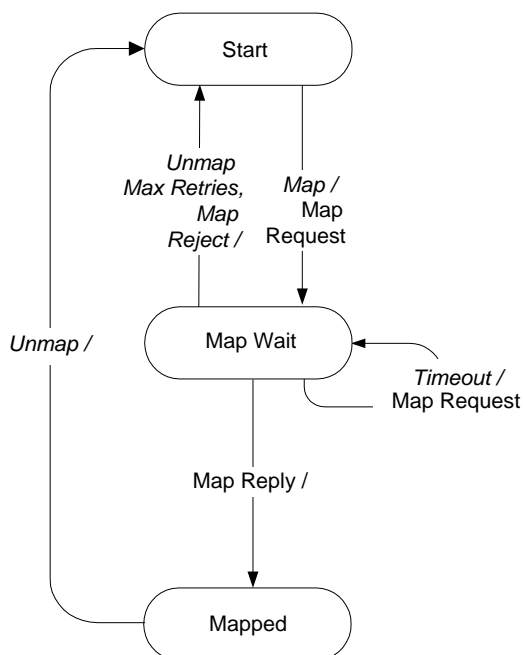 Start
Unmap
Max Retries,
Map
Reject /
Map /
Map
Request
Map Wait
Unmap /
Timeout /
Map Request
Map Reply /
Mapped